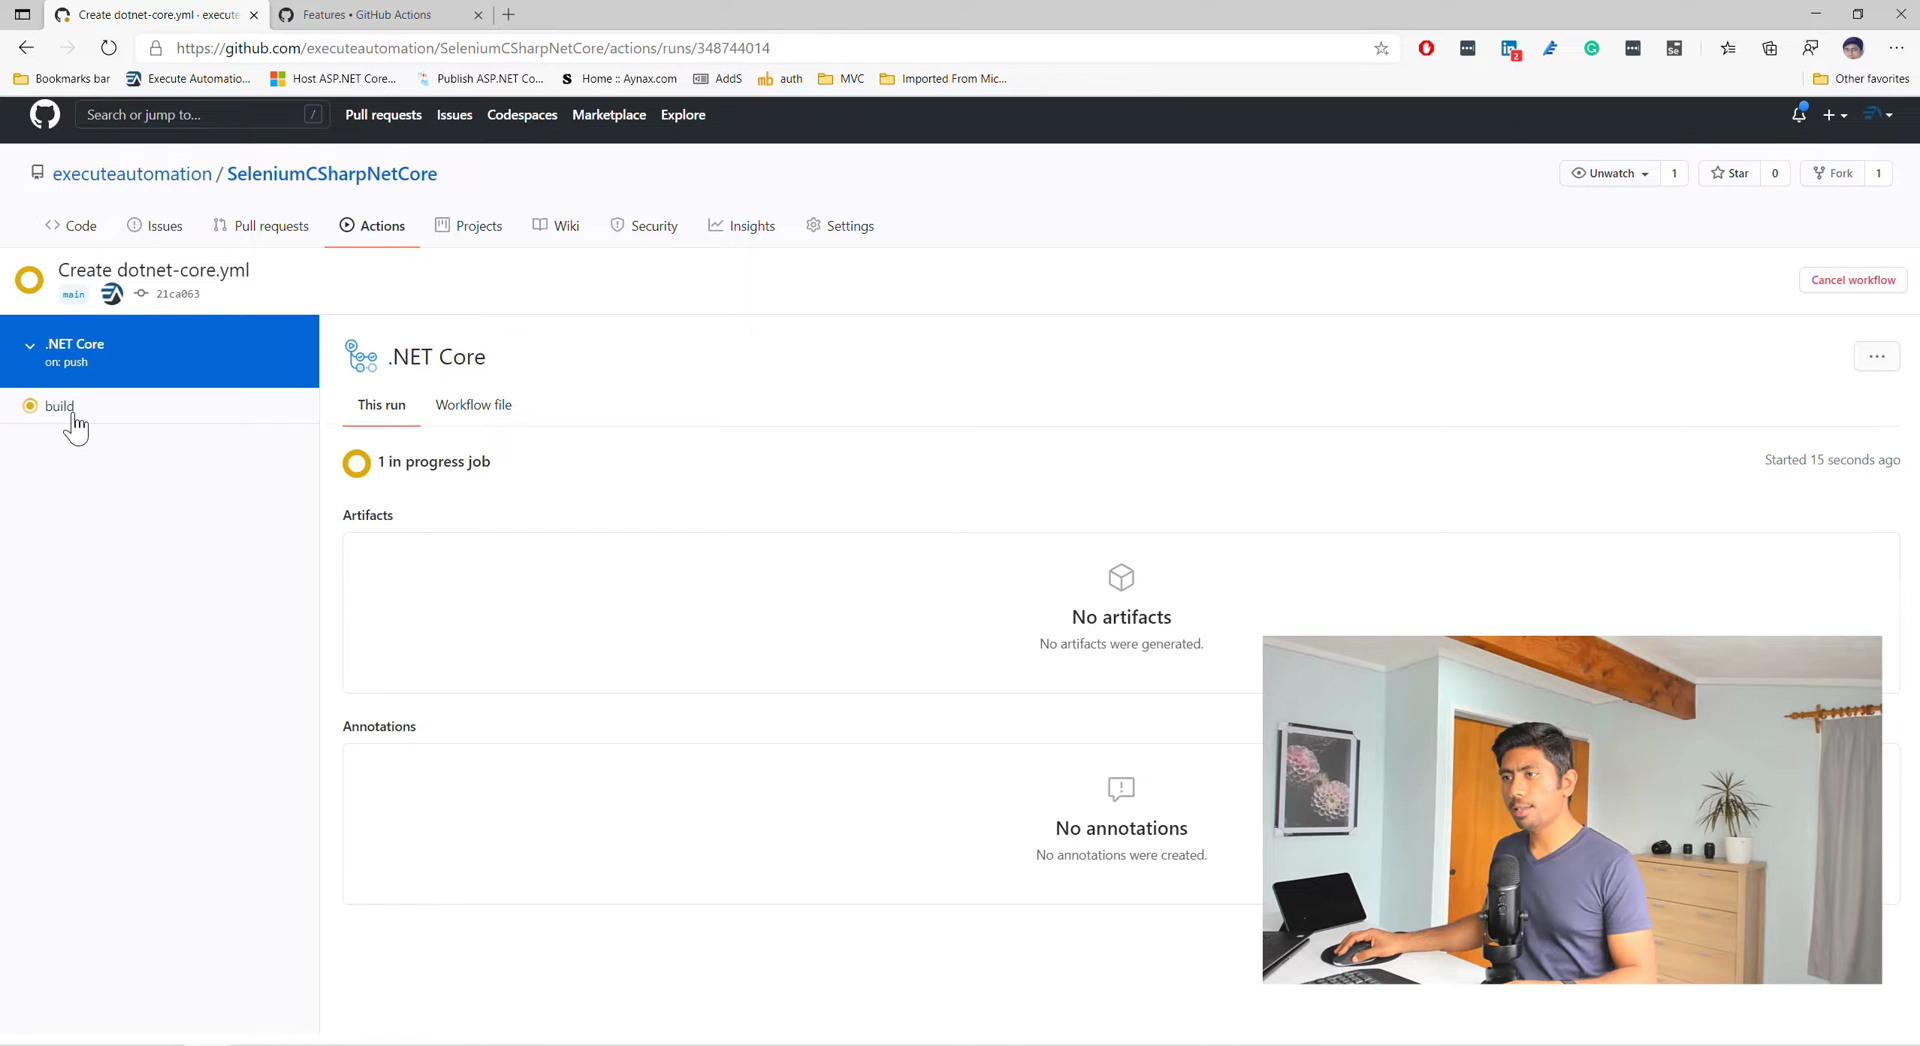 Create dotnet-core.yml · execute
Features • GitHub Actions
https://github.com/executeautomation/SeleniumCSharpNetCore/actions/runs/348744014
2
Bookmarks bar
Execute Automatio...
Host ASP.NET Core...
Publish ASP.NET Co...
Home :: Aynax.com
AddS
auth
MVC
Imported From Mic...
Other favorites
Search or jump to...
/
Pull requests
Issues
Codespaces
Marketplace
Explore
executeautomation / SeleniumCSharpNetCore
Unwatch
1
Star
0
Fork
1
Code
Issues
Pull requests
Actions
Projects
Wiki
Security
Insights
Settings
Create dotnet-core.yml
main
21ca063
Cancel workflow
.NET Core
on: push
build
.NET Core
This run
Workflow file
1 in progress job
Started 15 seconds ago
Artifacts
No artifacts
No artifacts were generated.
Annotations
No annotations
No annotations were created.